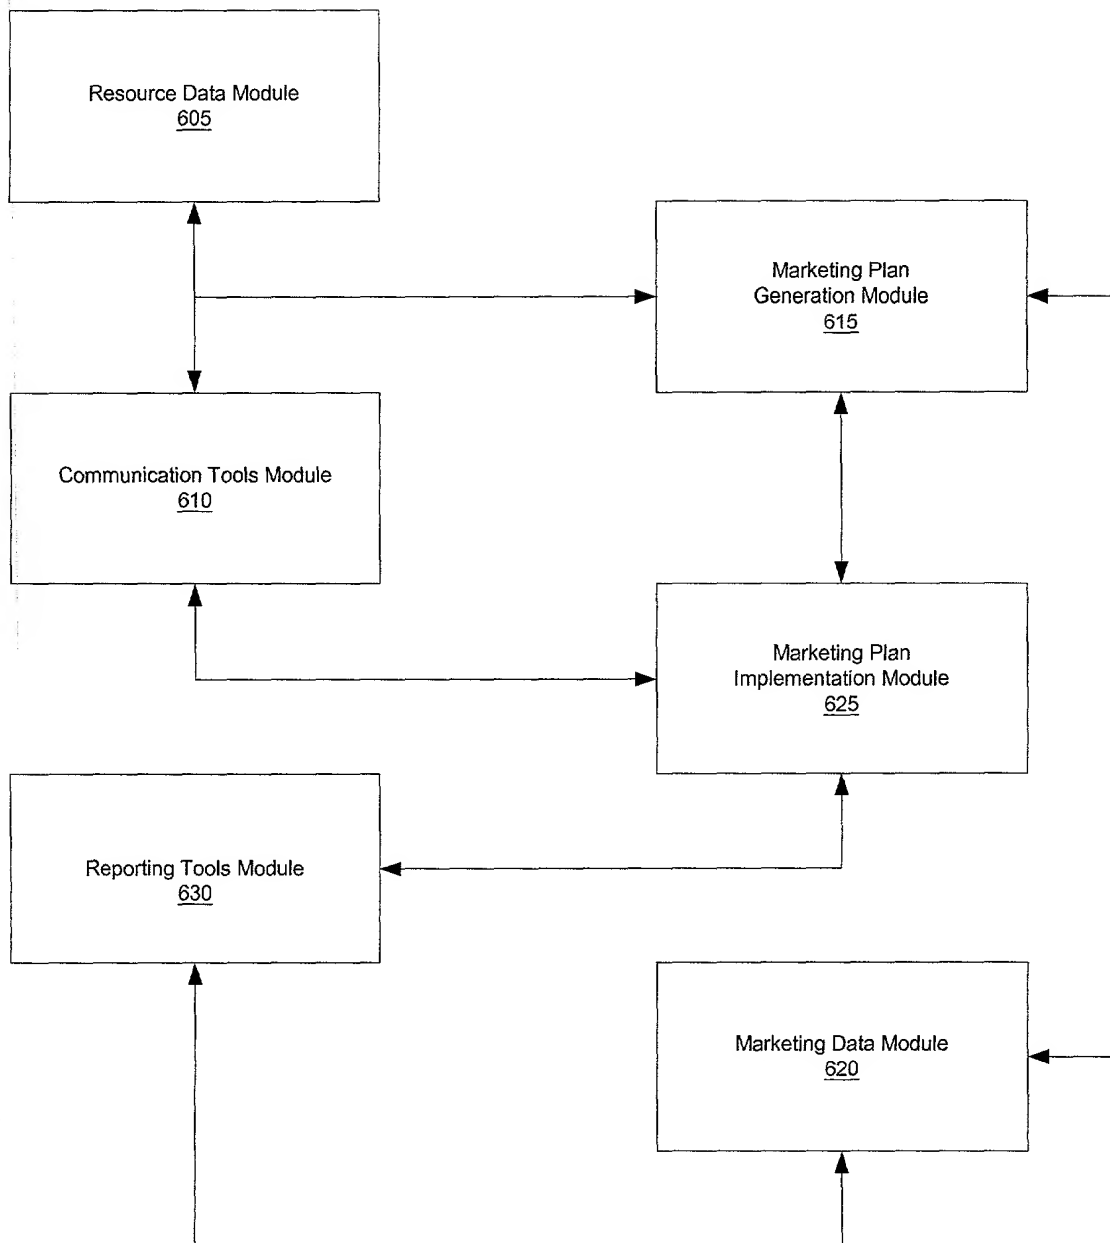 Resource Data Module
605
Marketing Plan
Generation Module
615
Communication Tools Module
610
Marketing Plan
Implementation Module
625
Reporting Tools Module
630
Marketing Data Module
620